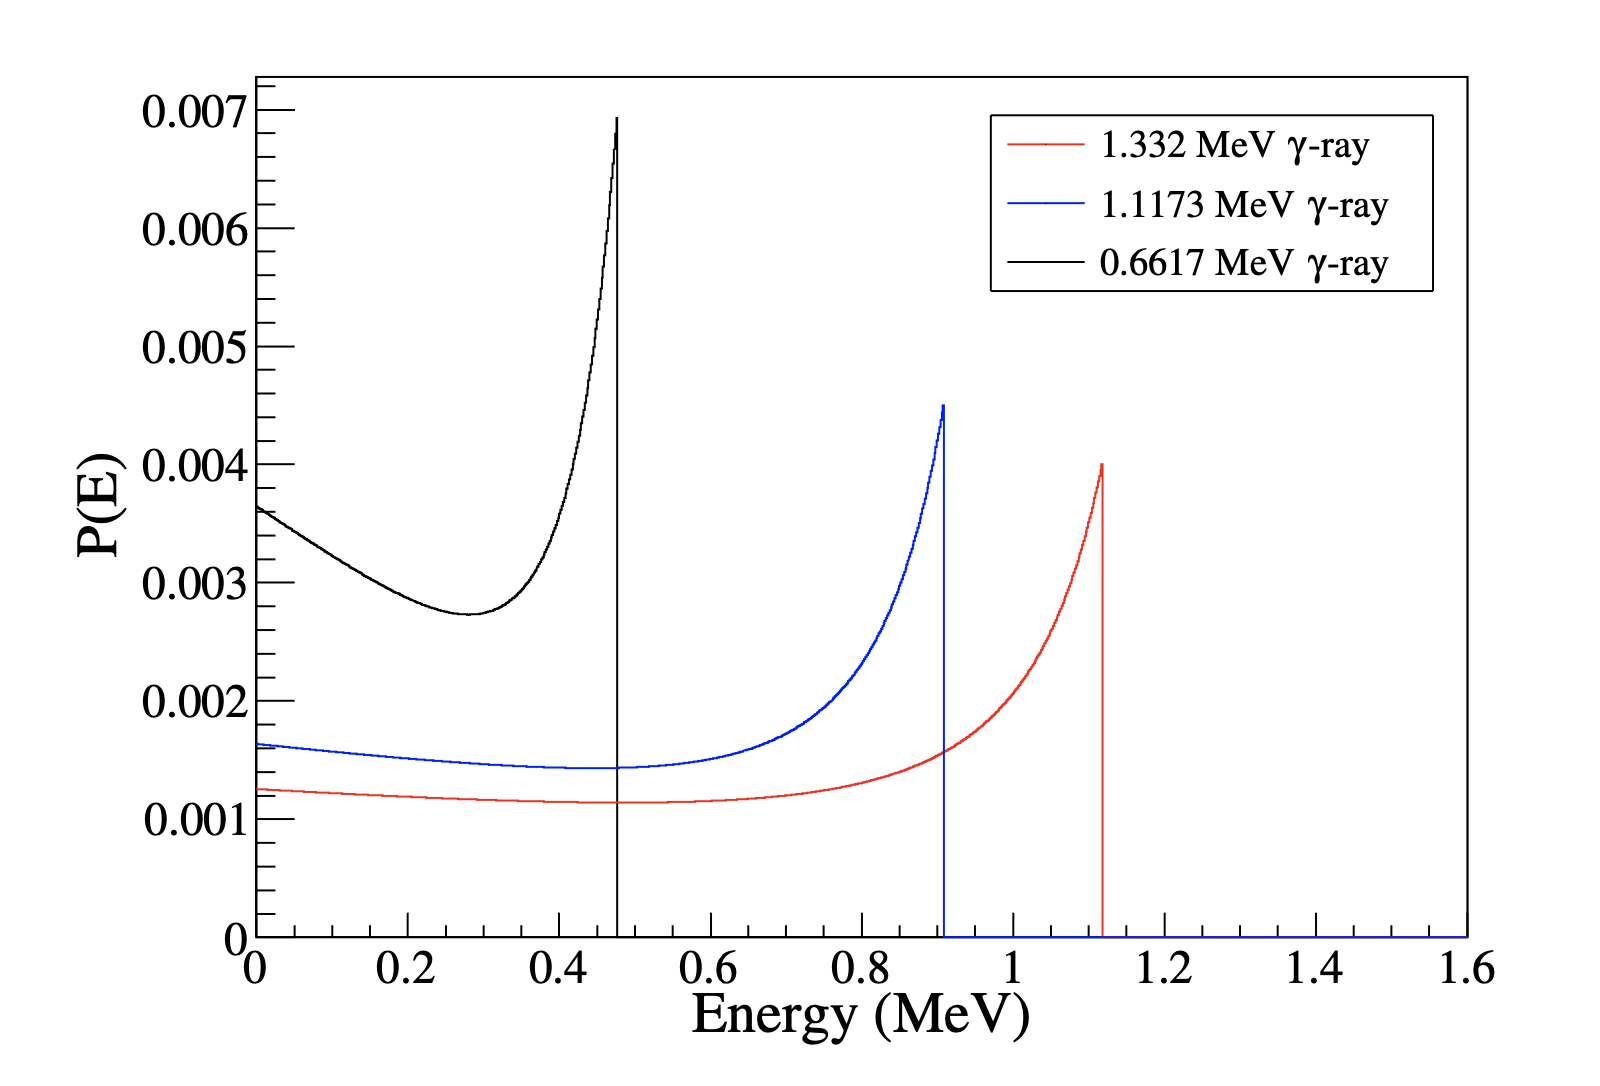 0.007
0.006
0.005
0.004
0.003
0.002
0.001
0
P(E)
1.332 MeV γ-ray
1.1173 MeV γ-ray
0.6617 MeV γ-ray
0 0.2 0.4 0.6 0.8 1 1.2 1.4 1.6
Energy (MeV)